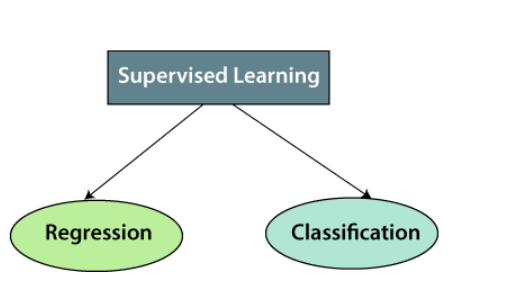 Supervised Learning
Regression
Classification